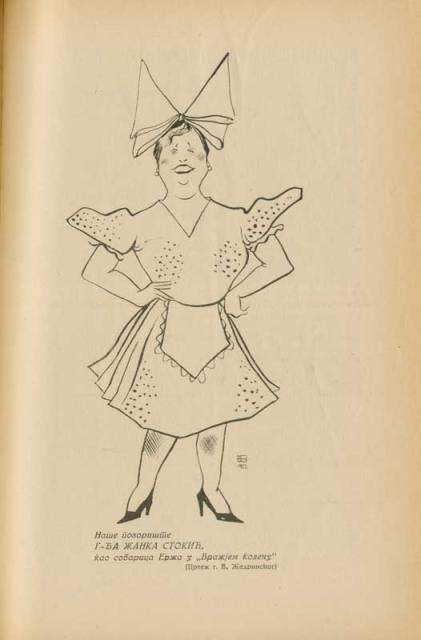 Наше позориште
Г-ЂА ЖАНКА СТОКИЋ,
као собарица Ержа у „Вражјем колену"
(Цртеж г. В. Жедринског)